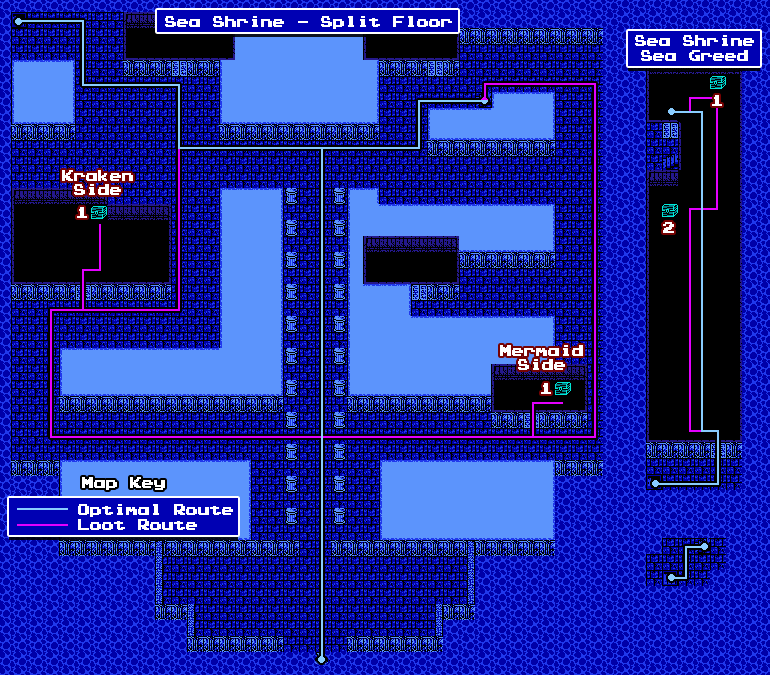 Sea Shrine - Split Floor
Sea Shrine
Sea Greed
1
2
Kraken
Side
1
Mermaid
Side
1
Map Key
Optimal Route
Loot Route